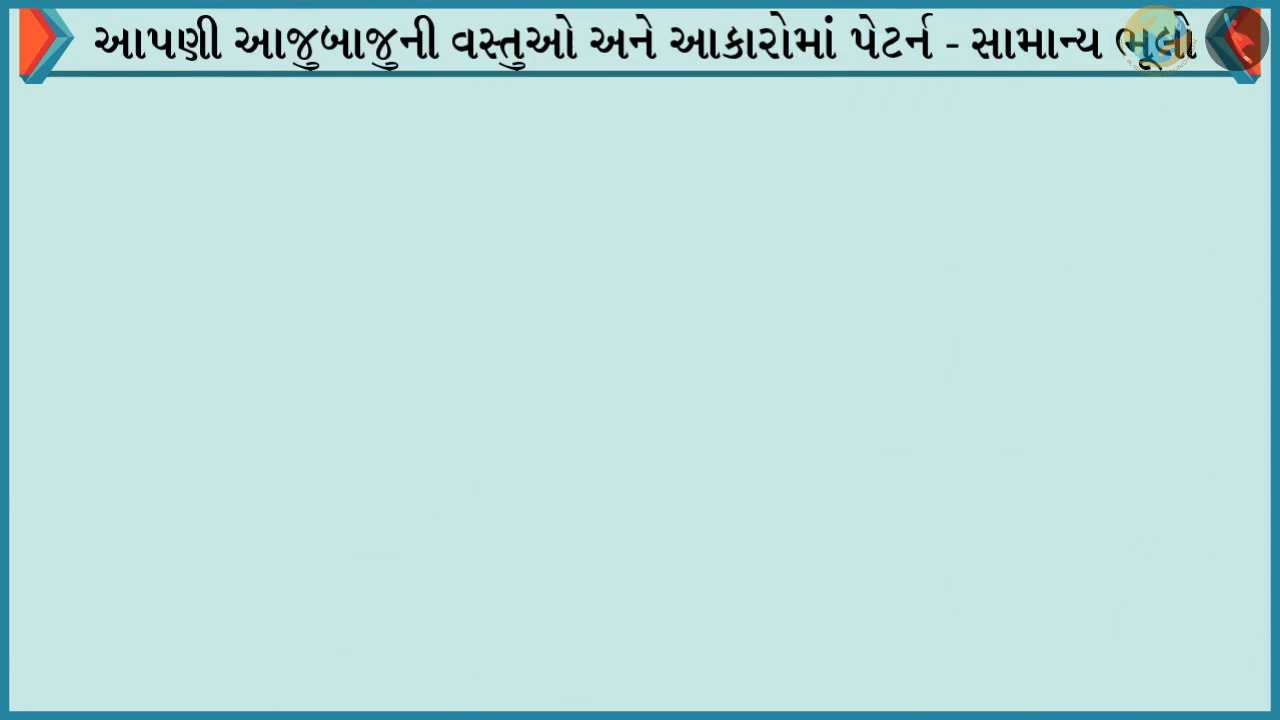 આપણી આજુબાજુની વસ્તુઓ અને આકારોમાં પેટર્ન - સામાન્ય ભૂલો